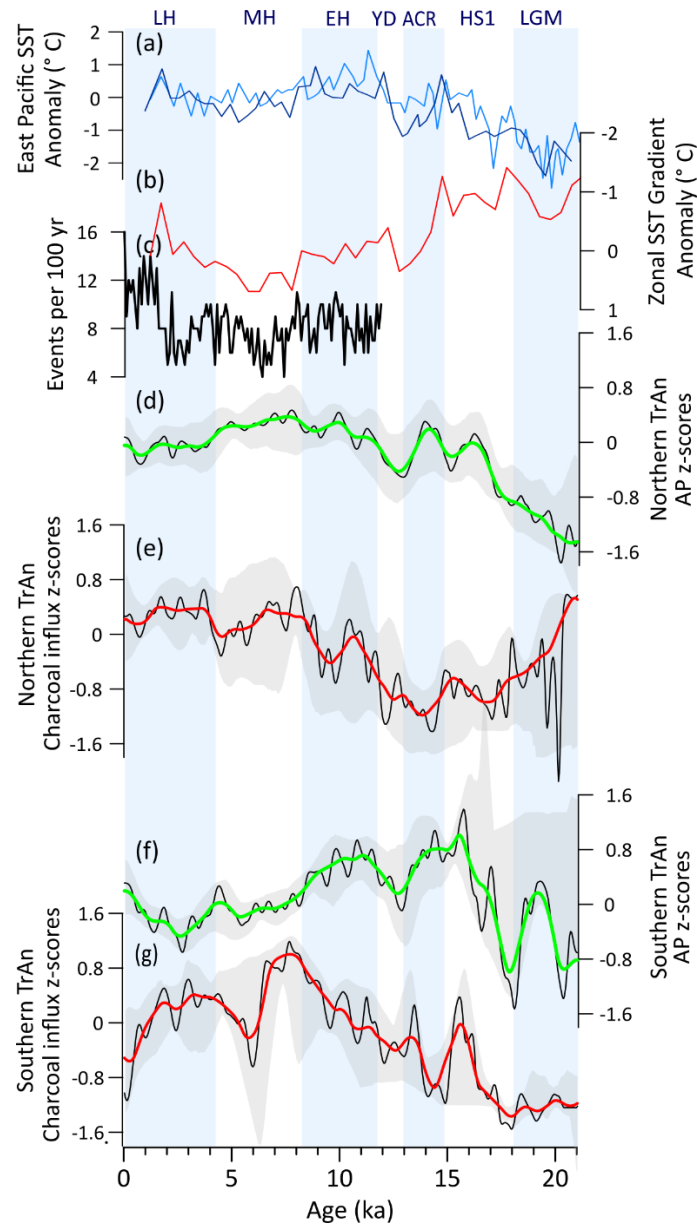 LH MH EH YD ACR HS1 LGM
(a)
East Pacific SST
Anomaly (° C)
2
1
0
-1
-2
(b)
Zonal SST Gradient
Anomaly (° C)
-2
-1
0
1
(c)
Events per 100 yr
16
12
8
4
(d)
Northern TrAn
AP z-scores
1.6
0.8
0
-0.8
-1.6
(e)
Northern TrAn
Charcoal influx z-scores
1.6
0.8
0
-0.8
-1.6
(f)
Southern TrAn
AP z-scores
1.6
0.8
0
-0.8
-1.6
(g)
Southern TrAn
Charcoal influx z-scores
1.6
0.8
0
-0.8
-1.6
0 5 10 15 20
Age (ka)